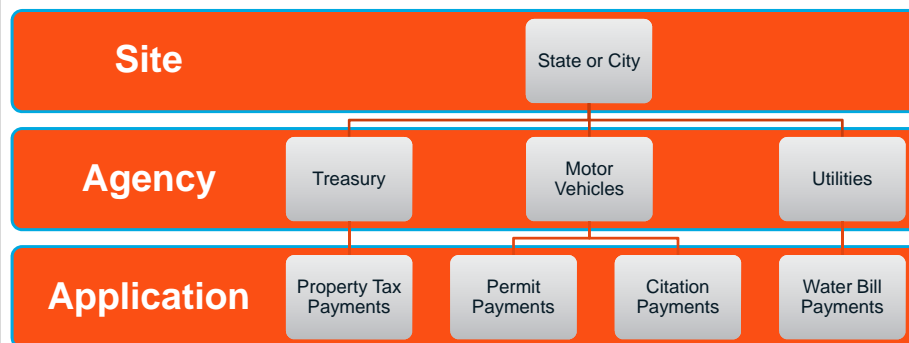 Site
State or City
Agency
Treasury
Motor
Vehicles
Utilities
Application
Property Tax
Payments
Permit
Payments
Citation
Payments
Water Bill
Payments